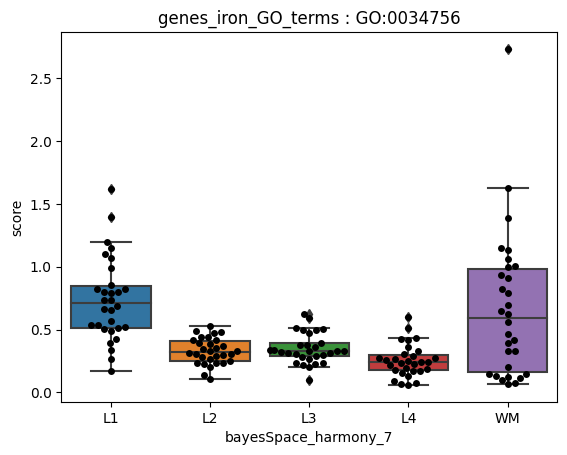 genes_iron_GO_terms : GO:0034756
score
2.5
2.0
1.5
1.0
0.5
0.0
L1 L2 L3 L4 WM
bayesSpace_harmony_7